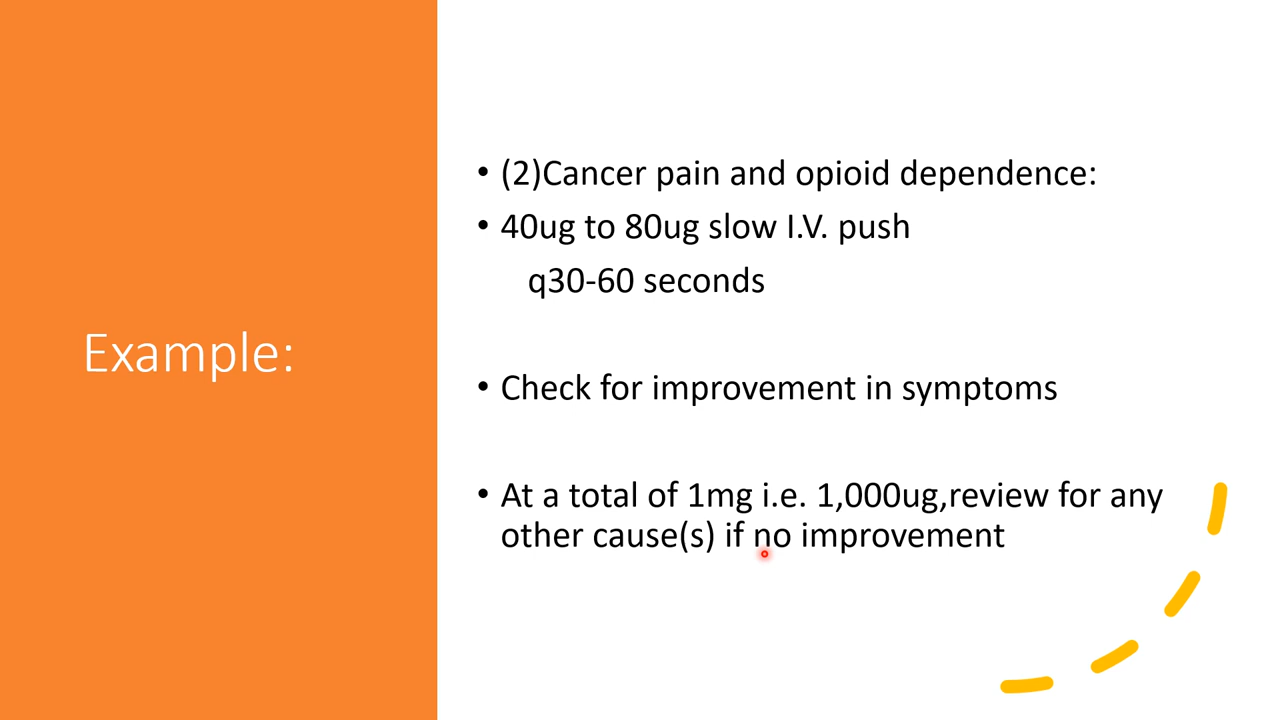 Example:
• (2)Cancer pain and opioid dependence:
• 40ug to 80ug slow I.V. push
q30-60 seconds
• Check for improvement in symptoms
• At a total of 1mg i.e. 1,000ug,review for any
other cause(s) if no improvement